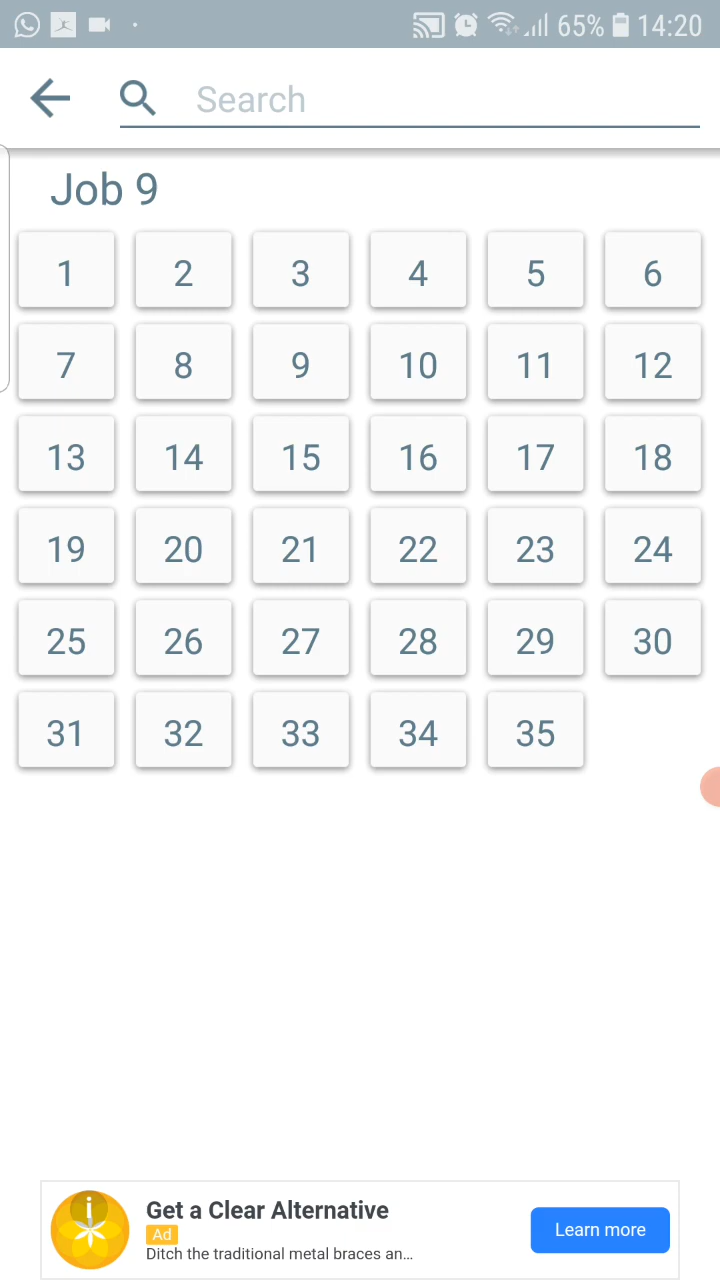 65% 14:20
Search
Job 9
1 2 3 4 5 6
7 8 9 10 11 12
13 14 15 16 17 18
19 20 21 22 23 24
25 26 27 28 29 30
31 32 33 34 35
Get a Clear Alternative
Ad
Ditch the traditional metal braces an...
Learn more